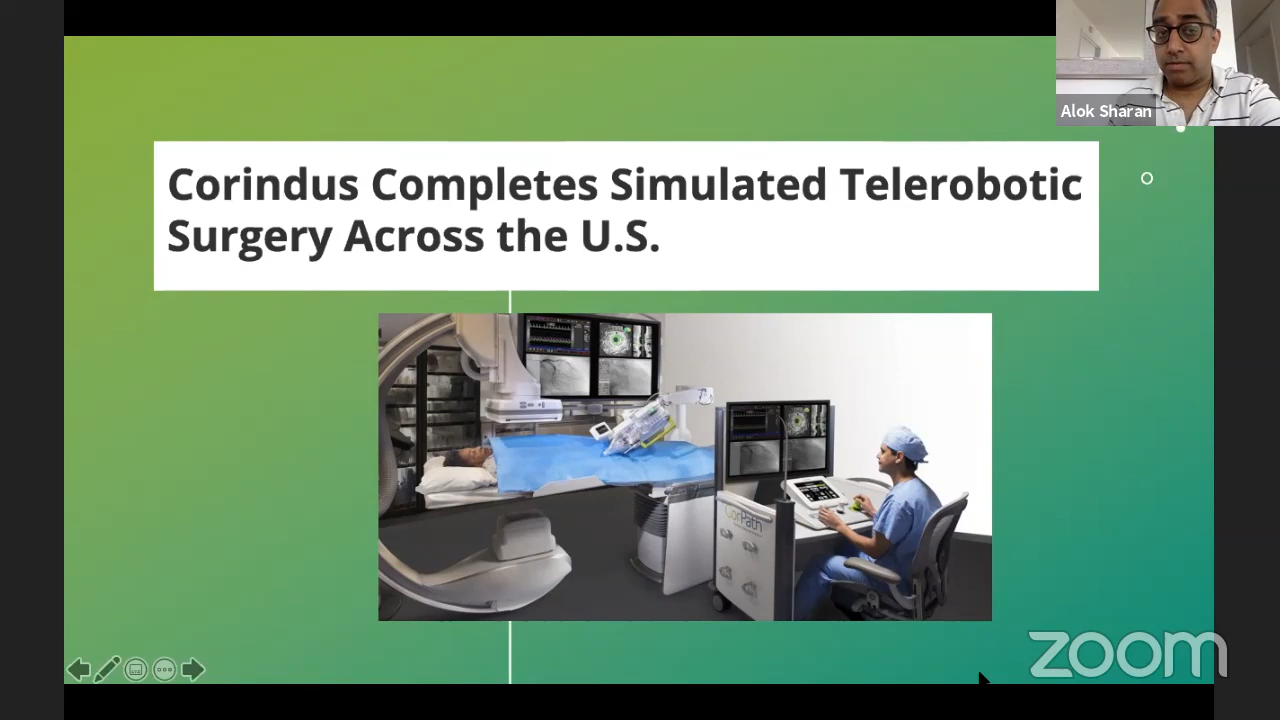 Alok Sharan
Corindus Completes Simulated Telerobotic
Surgery Across the U.S.
CorPath
zoom